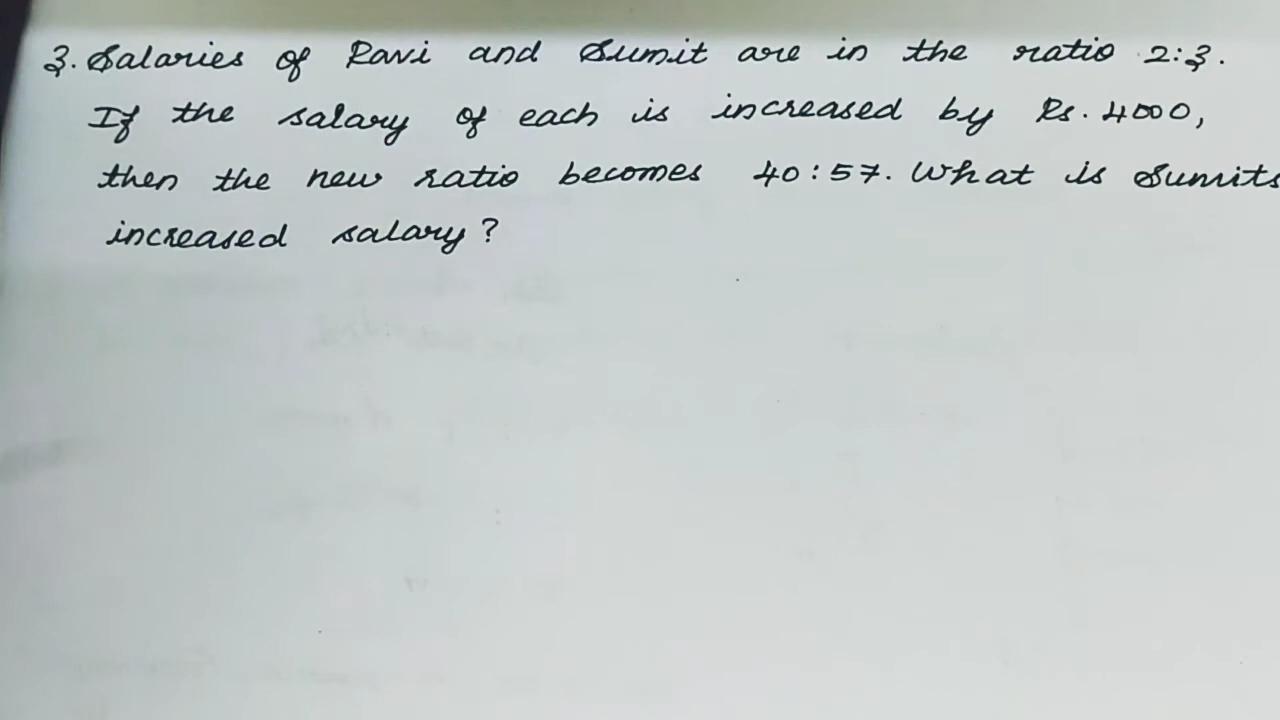 3. Salaries of Ravi and Sumit are in the ratio 2:3.
If the salary of each is increased by Rs. 4000,
then the new ratio becomes 40:57. What is Sumits
increased salary?